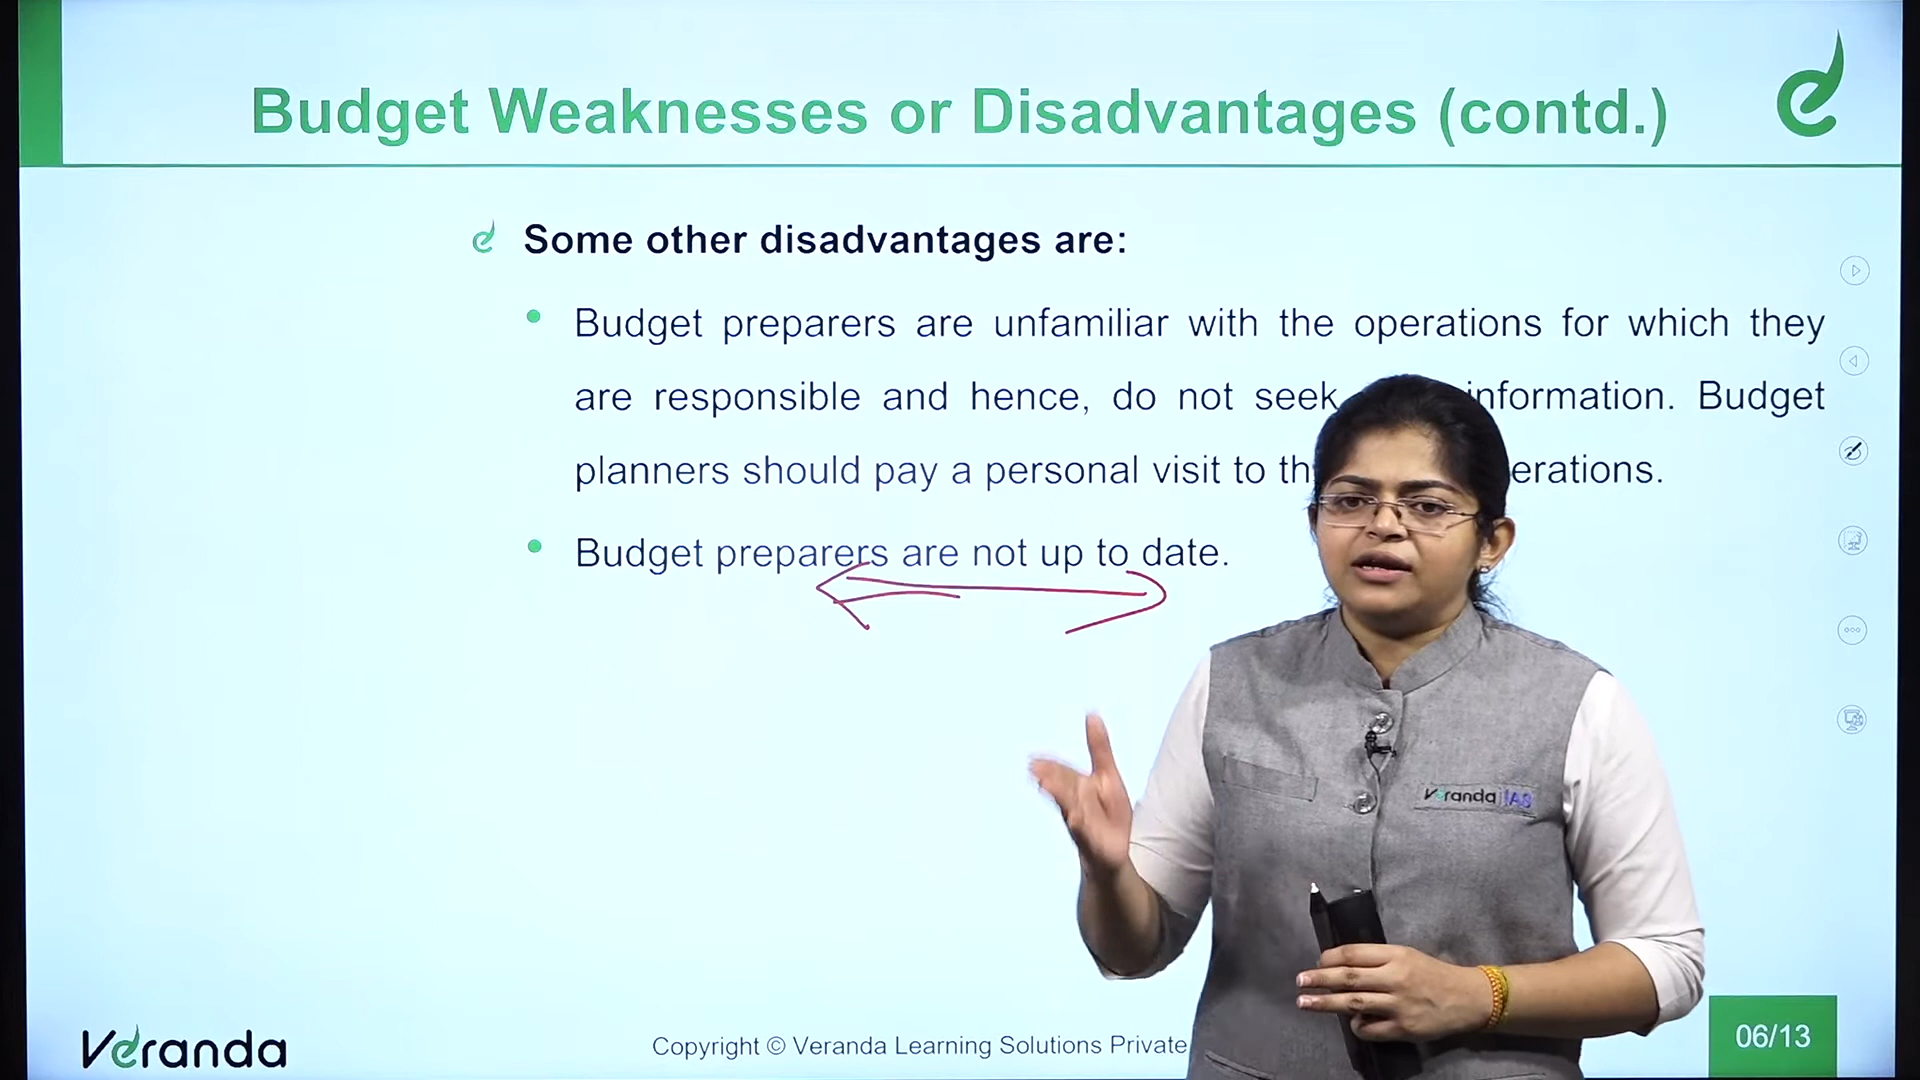 Budget Weaknesses or Disadvantages (contd.)
Some other disadvantages are:
Budget preparers are unfamiliar with the operations for which they
are responsible and hence, do not seek information. Budget
planners should pay a personal visit to erations.
Budget preparers are not up to date.
Veranda IAS
Veranda
Copyright © Veranda Learning Solutions Private
06/13